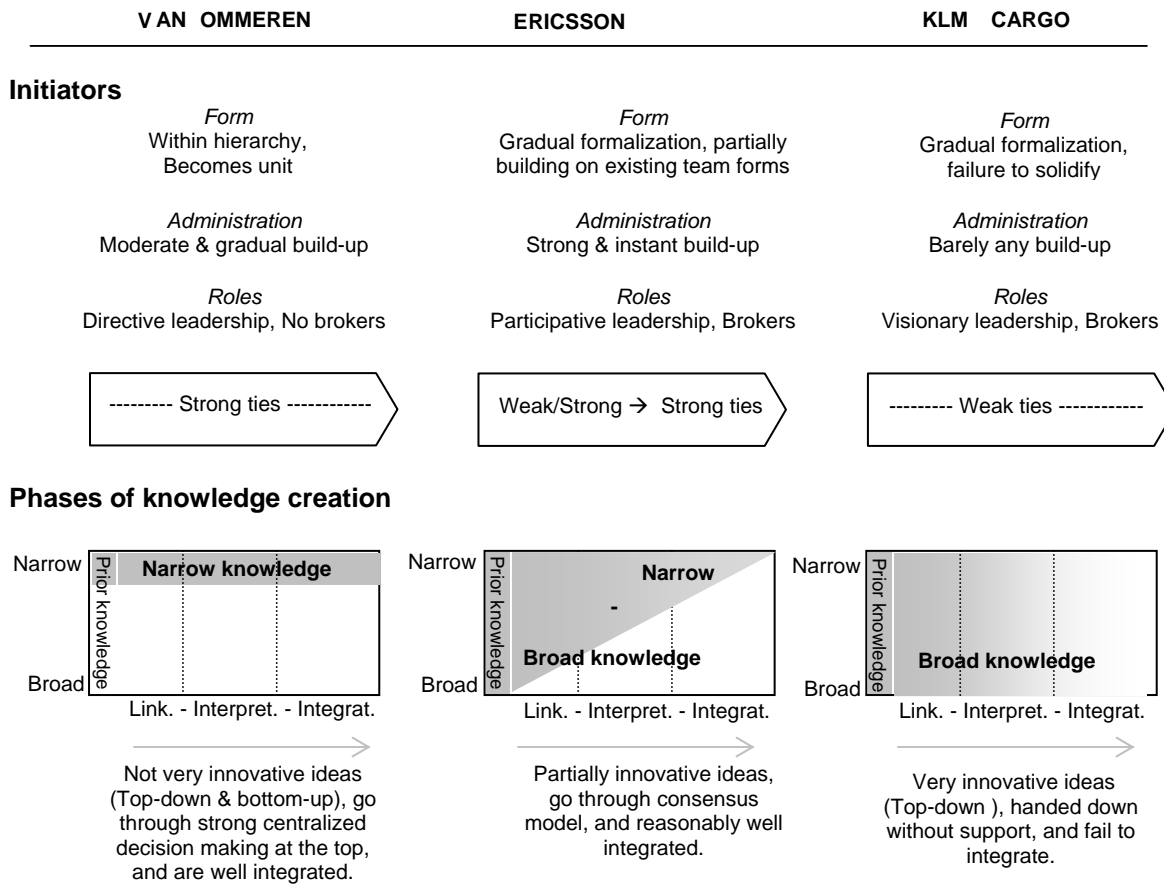 V AN OMMEREN
ERICSSON
KLM CARGO
Initiators
Form
Within hierarchy,
Becomes unit
Form
Gradual formalization, partially
building on existing team forms
Form
Gradual formalization,
failure to solidify
Administration
Moderate & gradual build-up
Administration
Strong & instant build-up
Administration
Barely any build-up
Roles
Directive leadership, No brokers
Roles
Participative leadership, Brokers
Roles
Visionary leadership, Brokers
--------- Strong ties ------------
Weak/Strong → Strong ties
--------- Weak ties ------------
Phases of knowledge creation
Narrow
Broad
Prior knowledge
Narrow knowledge
Link. - Interpret. - Integrat.
Narrow
Broad
Prior knowledge
Narrow
-
Broad knowledge
Link. - Interpret. - Integrat.
Narrow
Broad
Prior knowledge
Broad knowledge
Link. - Interpret. - Integrat.
Not very innovative ideas
(Top-down & bottom-up), go
through strong centralized
decision making at the top,
and are well integrated.
Partially innovative ideas,
go through consensus
model, and reasonably well
integrated.
Very innovative ideas
(Top-down ), handed down
without support, and fail to
integrate.